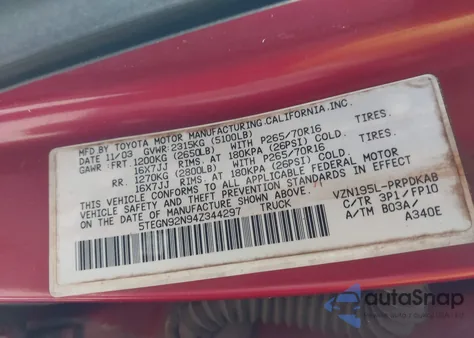 MFD BY TOYOTA MOTOR MANUFACTURING CALIFORNIA.INC.
DATE 11/03 GVWR 2315KG (5100LB)
GAWR :FRT. 1200KG (2650LB) P265/70R16 TIRES.
16X7JJ RIMS. AT 180KPA (26PSI) COLD.
RR. 1270KG (2800LB) P265/70R16 TIRES.
16X7JJ RIMS. AT 180KPA (26PSI) COLD.
THIS VEHICLE CONFORMS TO ALL APPLICABLE FEDERAL MOTOR
VEHICLE SAFETY AND THEFT PREVENTION STANDARDS IN EFFECT
ON THE DATE OF MANUFACTURE SHOWN ABOVE.
5TEGN92N94Z344297 TRUCK
VZN195L-PRPDKAB
C/TR 3P1/FP10
A/TM B03A/
A340E
autoSnap